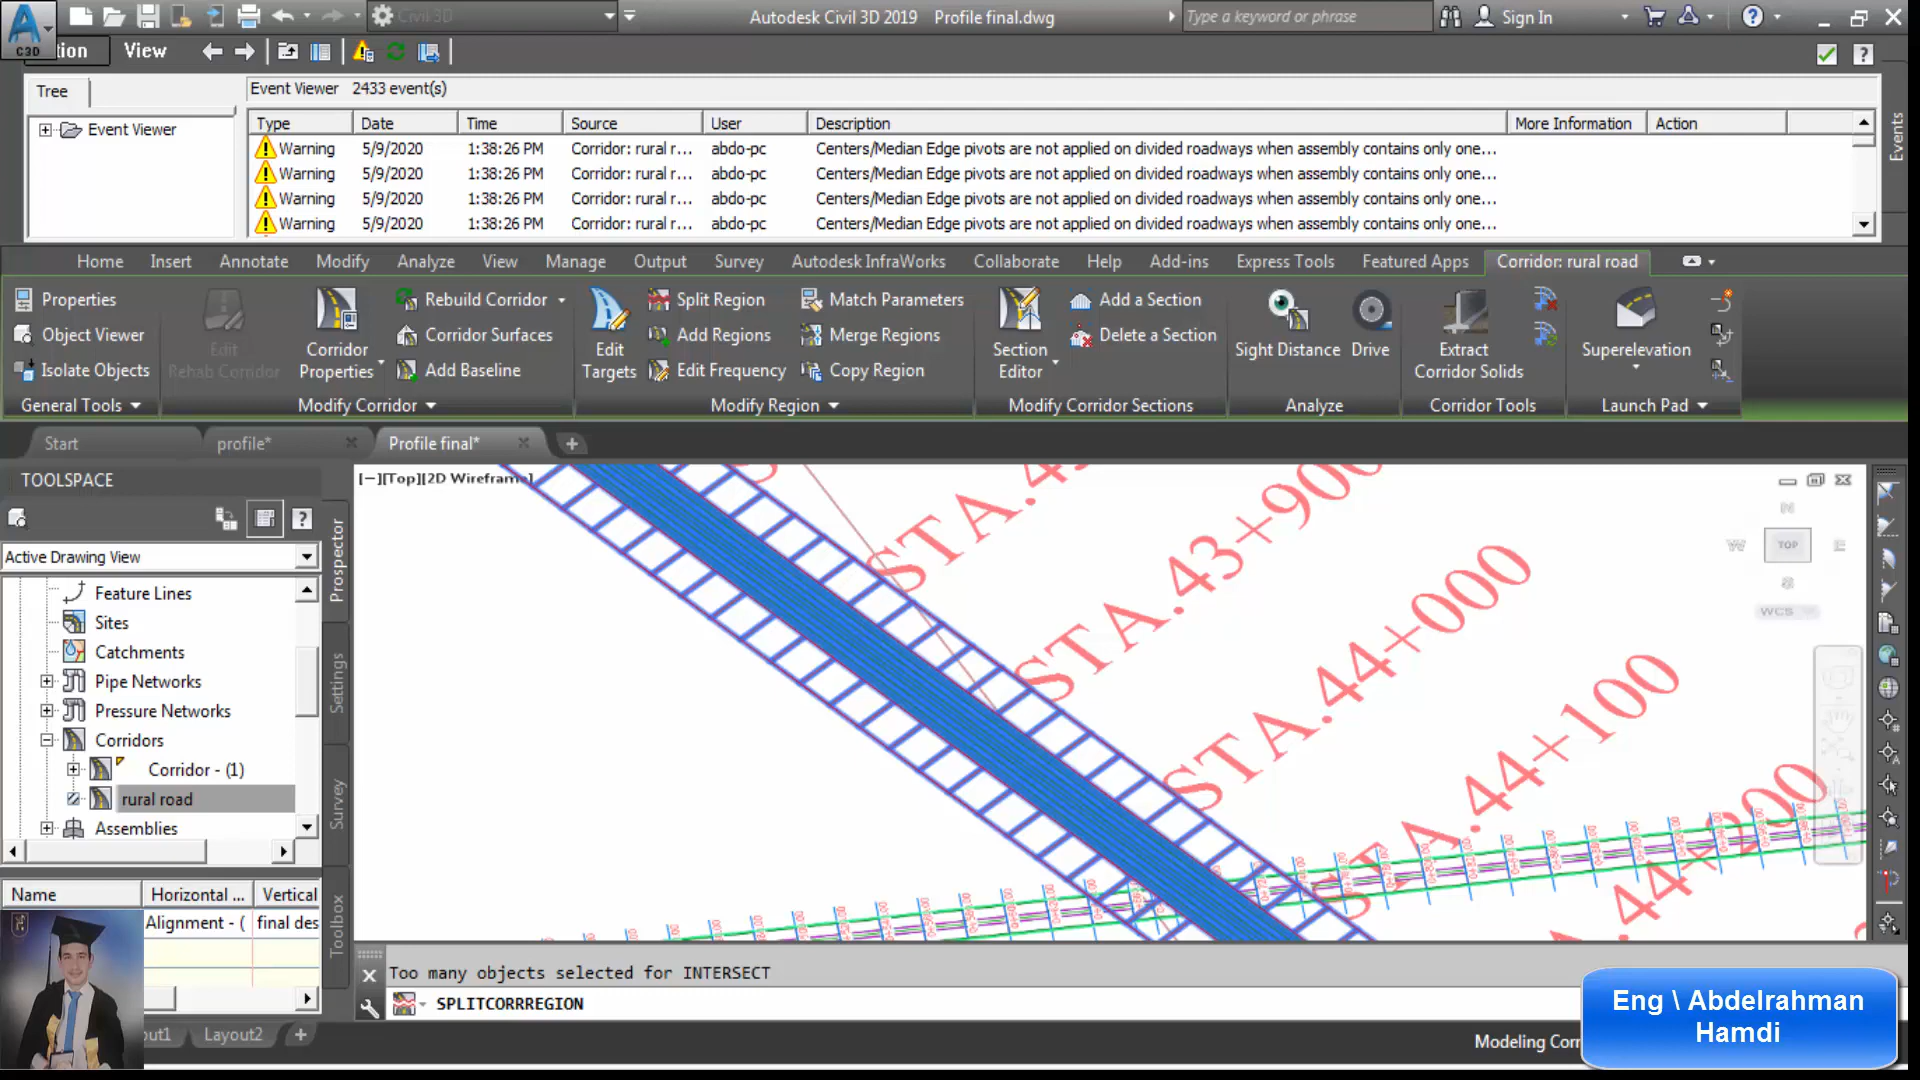 Civil 3D
Autodesk Civil 3D 2019 Profile final.dwg
Type a keyword or phrase
Sign In
C3D
tion View
Tree
Event Viewer 2433 event(s)
Events
Type Date Time Source User Description More Information Action
Event Viewer
Warning 5/9/2020 1:38:26 PM Corridor: rural r... abdo-pc Centers/Median Edge pivots are not applied on divided roadways when assembly contains only one...
Warning 5/9/2020 1:38:26 PM Corridor: rural r... abdo-pc Centers/Median Edge pivots are not applied on divided roadways when assembly contains only one...
Warning 5/9/2020 1:38:26 PM Corridor: rural r... abdo-pc Centers/Median Edge pivots are not applied on divided roadways when assembly contains only one...
Warning 5/9/2020 1:38:26 PM Corridor: rural r... abdo-pc Centers/Median Edge pivots are not applied on divided roadways when assembly contains only one...
Home Insert Annotate Modify Analyze View Manage Output Survey Autodesk InfraWorks Collaborate Help Add-ins Express Tools Featured Apps Corridor: rural road
Properties
Object Viewer
Isolate Objects
General Tools
Edit
Rehab Corridor
Corridor
Properties
Rebuild Corridor
Corridor Surfaces
Add Baseline
Modify Corridor
Edit
Targets
Split Region
Add Regions
Edit Frequency
Match Parameters
Merge Regions
Copy Region
Modify Region
Section
Editor
Add a Section
Delete a Section
Modify Corridor Sections
Sight Distance
Drive
Analyze
Extract
Corridor Solids
Corridor Tools
Superelevation
Launch Pad
Start profile* Profile final*
TOOLSPACE
Active Drawing View
Feature Lines
Sites
Catchments
Pipe Networks
Pressure Networks
Corridors
Corridor - (1)
rural road
Assemblies
Prospector
Settings
Survey
Toolbox
Name Horizontal ... Vertical
Alignment - ( final des
[−][Top][2D Wireframe]
STA.43+900
STA.44+000
STA.44+100
STA.44+200
N
W TOP E
S
WCS
Too many objects selected for INTERSECT
SPLITCORRREGION
out1 Layout2
Modeling Corr
Eng \ Abdelrahman
Hamdi